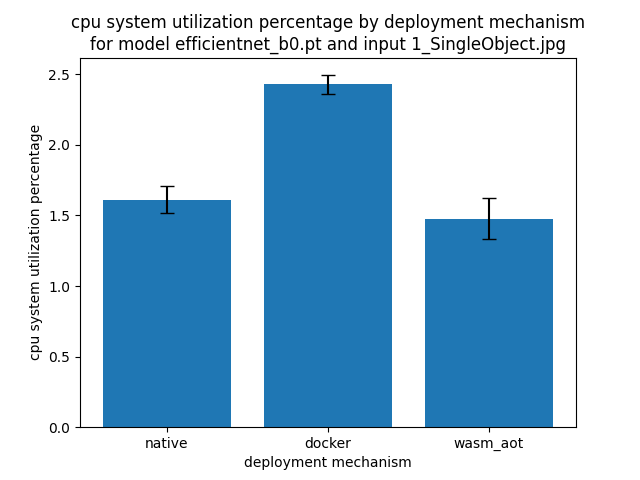 cpu system utilization percentage by deployment mechanism
for model efficientnet_b0.pt and input 1_SingleObject.jpg
cpu system utilization percentage
2.5
2.0
1.5
1.0
0.5
0.0
native docker wasm_aot
deployment mechanism